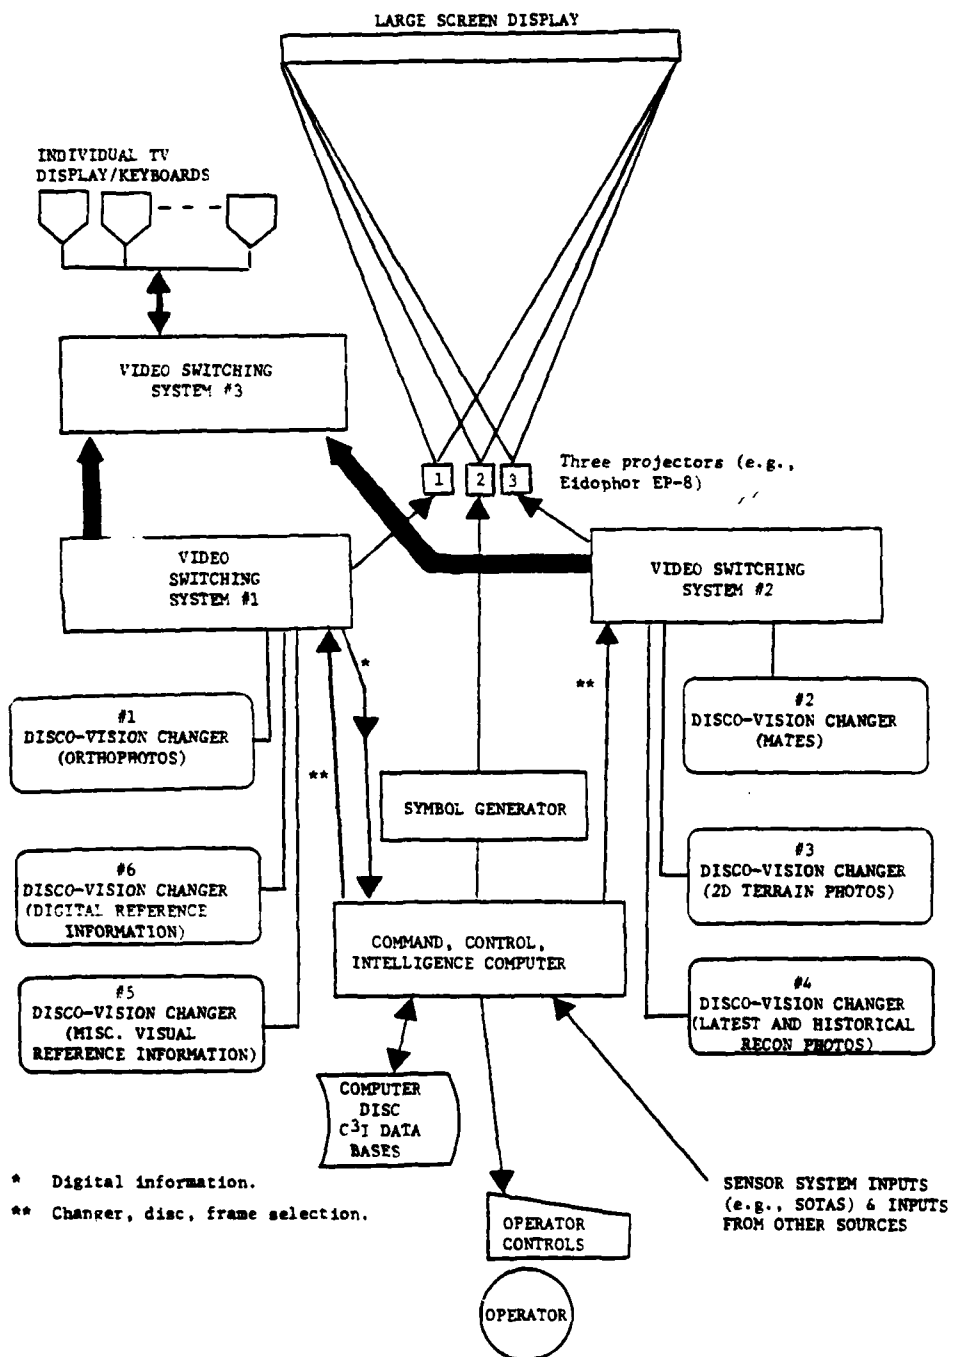 LARGE SCREEN DISPLAY
INDIVIDUAL TV
DISPLAY/KEYBOARDS
VIDEO SWITCHING
SYSTEM #3
1
2
3
Three projectors (e.g.,
Eidophor EP-8)
VIDEO
SWITCHING
SYSTEM #1
VIDEO SWITCHING
SYSTEM #2
*
**
**
#1
DISCO-VISION CHANGER
(ORTHOPHOTOS)
#2
DISCO-VISION CHANGER
(MATES)
SYMBOL GENERATOR
#6
DISCO-VISION CHANGER
(DIGITAL REFERENCE
INFORMATION)
#3
DISCO-VISION CHANGER
(2D TERRAIN PHOTOS)
COMMAND, CONTROL,
INTELLIGENCE COMPUTER
#5
DISCO-VISION CHANGER
(MISC. VISUAL
REFERENCE INFORMATION)
#4
DISCO-VISION CHANGER
(LATEST AND HISTORICAL
RECON PHOTOS)
COMPUTER
DISC
C³I DATA
BASES
* Digital information.
** Changer, disc, frame selection.
SENSOR SYSTEM INPUTS
(e.g., SOTAS) & INPUTS
FROM OTHER SOURCES
OPERATOR
CONTROLS
OPERATOR